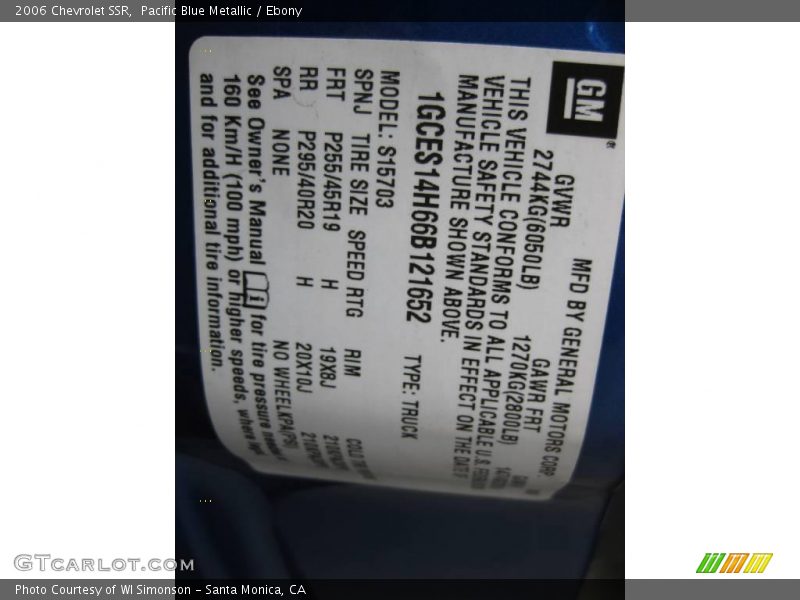 2006 Chevrolet SSR, Pacific Blue Metallic / Ebony
GM
MFD BY GENERAL MOTORS CORP.
GVWR GAWR FRT
2744KG(6050LB) 1270KG(2800LB)
THIS VEHICLE CONFORMS TO ALL APPLICABLE U.S.
VEHICLE SAFETY STANDARDS IN EFFECT ON THE
MANUFACTURE SHOWN ABOVE.
1GCES14H66B121652 TYPE: TRUCK
MODEL: S15703
SPNJ TIRE SIZE SPEED RTG RIM COLD
FRT P255/45R19 H 19X8J
RR P295/40R20 H 20X10J
SPA NONE NO WHEEL
See Owner's Manual i for tire pressure
160 Km/H (100 mph) or higher speeds, where
and for additional tire information.
GTcarlot.com
Photo Courtesy of WI Simonson - Santa Monica, CA